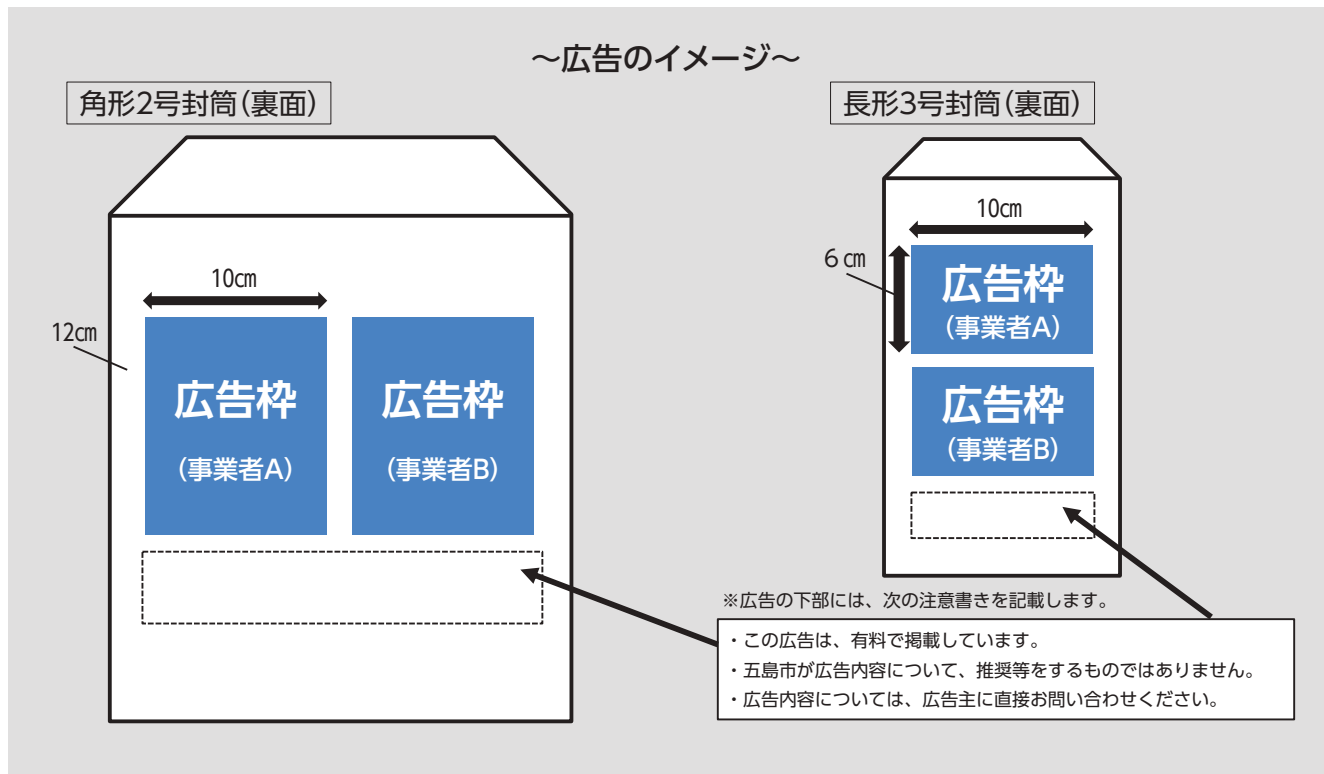 ～広告のイメージ～
角形2号封筒(裏面)
10㎝
12㎝
広告枠
(事業者A)
広告枠
(事業者B)
長形3号封筒(裏面)
10㎝
6㎝
広告枠
(事業者A)
広告枠
(事業者B)
※広告の下部には、次の注意書きを記載します。
・この広告は、有料で掲載しています。
・五島市が広告内容について、推奨等をするものではありません。
・広告内容については、広告主に直接お問い合わせください。